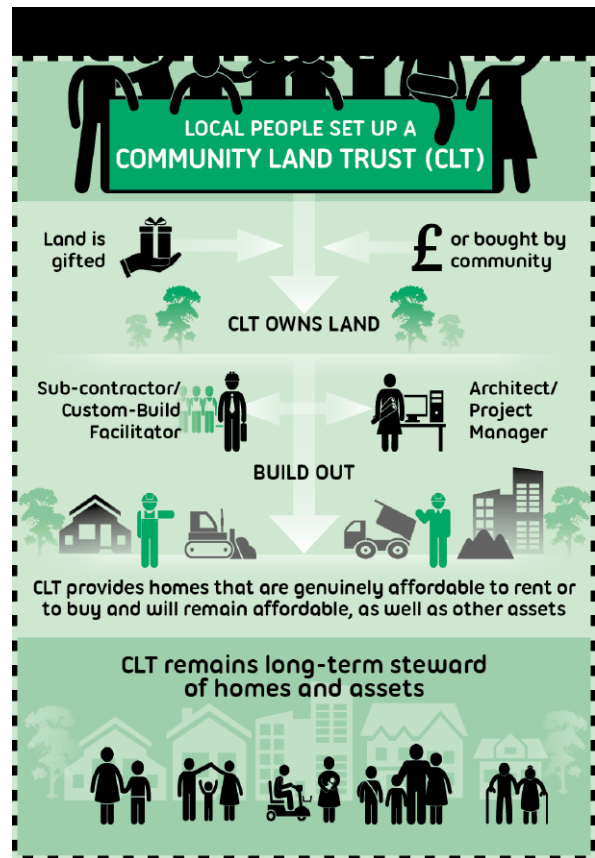 LOCAL PEOPLE SET UP A
COMMUNITY LAND TRUST (CLT)
Land is
gifted
£
or bought by
community
CLT OWNS LAND
Sub-contractor/
Custom-Build
Facilitator
Architect/
Project
Manager
BUILD OUT
CLT provides homes that are genuinely affordable to rent or
to buy and will remain affordable, as well as other assets
CLT remains long-term steward
of homes and assets